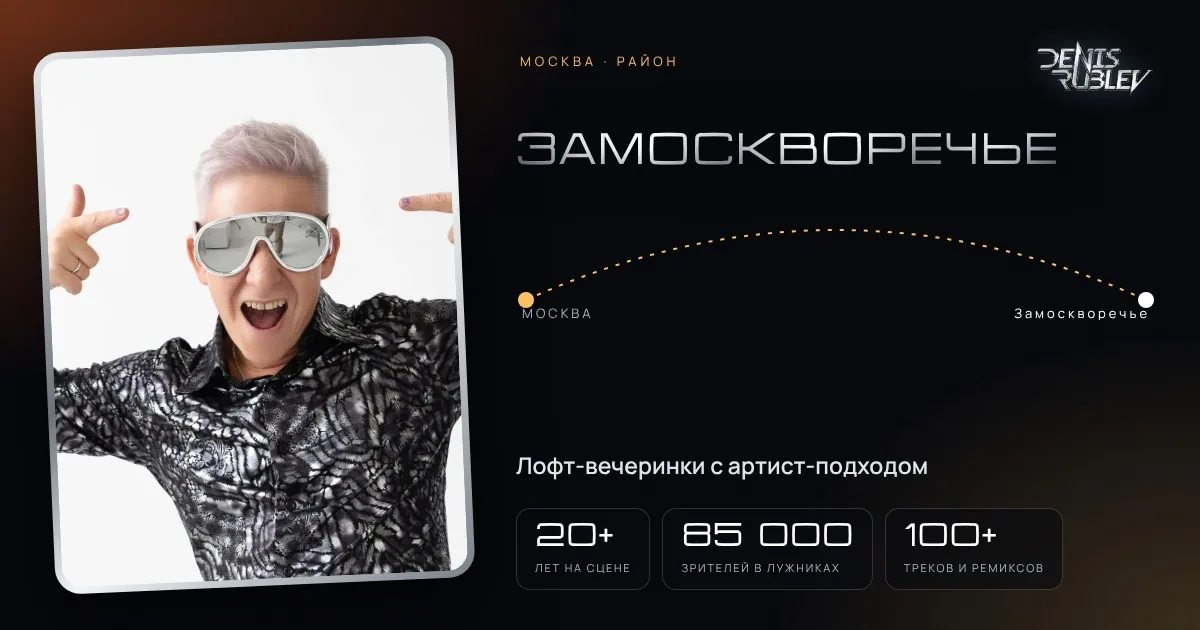 МОСКВА · РАЙОН
DENIS
RUBLEV
ЗАМОСКВОРЕЧЬЕ
МОСКВА
Замоскворечье
Лофт-вечеринки с артист-подходом
20+
ЛЕТ НА СЦЕНЕ
85 000
ЗРИТЕЛЕЙ В ЛУЖНИКАХ
100+
ТРЕКОВ И РЕМИКСОВ